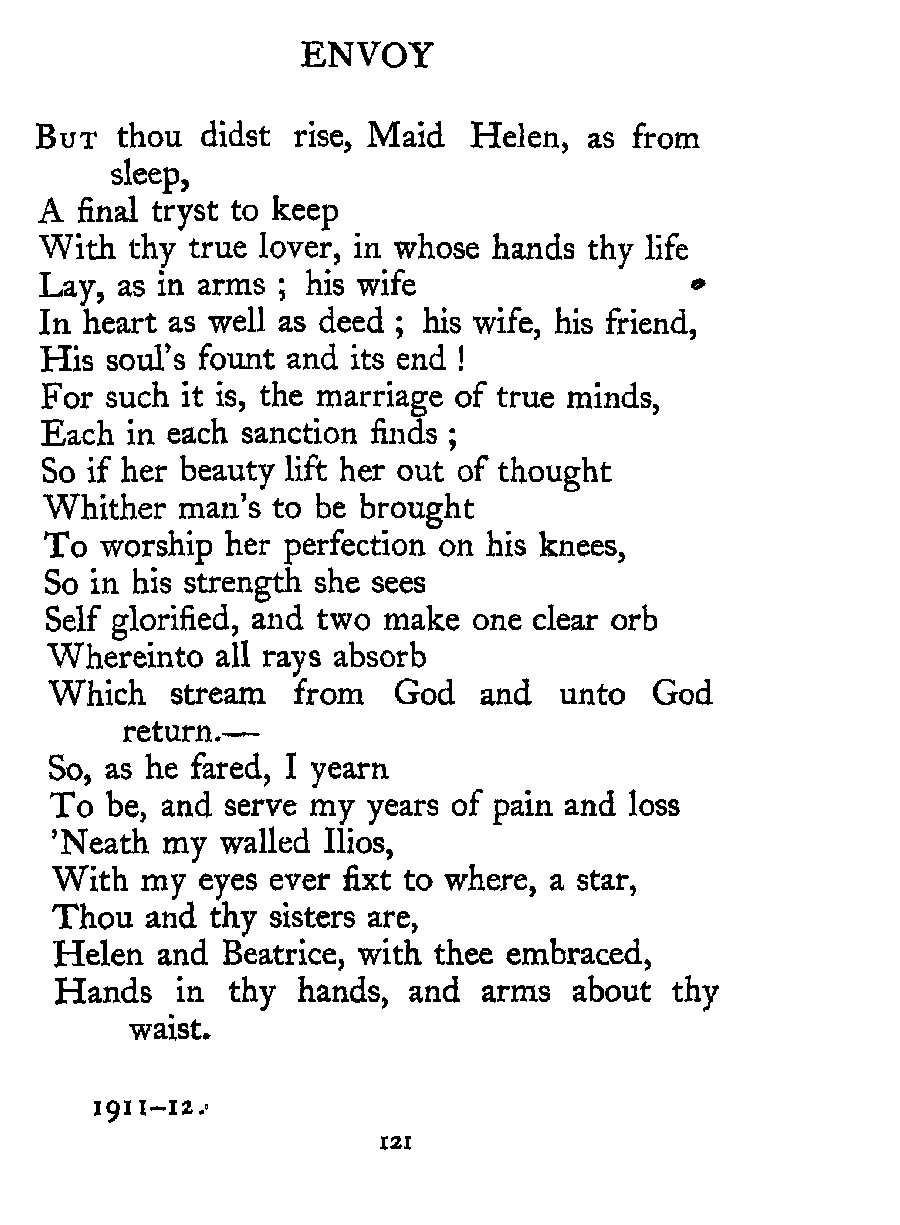 ENVOY
BUT thou didst rise, Maid Helen, as from
sleep,
A final tryst to keep
With thy true lover, in whose hands thy life
Lay, as in arms ; his wife
In heart as well as deed ; his wife, his friend,
His soul's fount and its end !
For such it is, the marriage of true minds,
Each in each sanction finds ;
So if her beauty lift her out of thought
Whither man's to be brought
To worship her perfection on his knees,
So in his strength she sees
Self glorified, and two make one clear orb
Whereinto all rays absorb
Which stream from God and unto God
return.—
So, as he fared, I yearn
To be, and serve my years of pain and loss
'Neath my walled Ilios,
With my eyes ever fixt to where, a star,
Thou and thy sisters are,
Helen and Beatrice, with thee embraced,
Hands in thy hands, and arms about thy
waist.
1911–12.
121